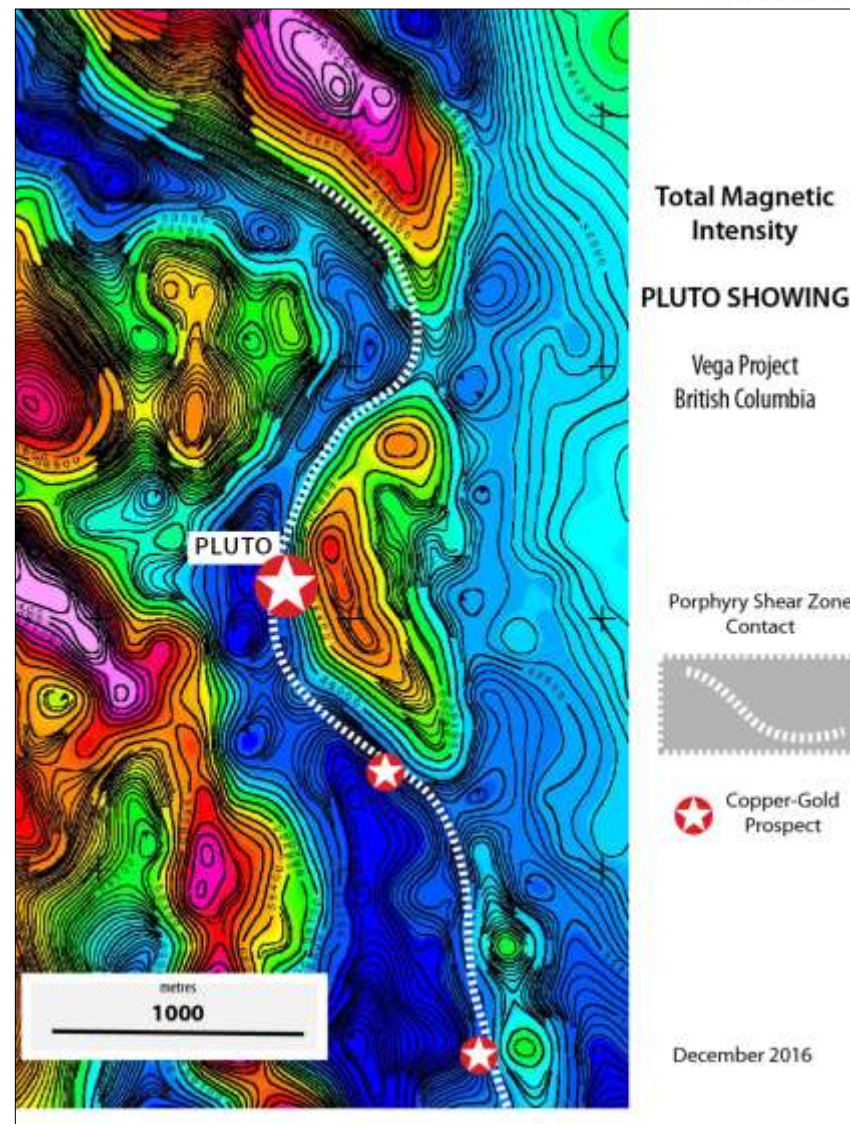 Total Magnetic
Intensity
PLUTO SHOWING
Vega Project
British Columbia
PLUTO
Porphyry Shear Zone
Contact
Copper-Gold
Prospect
metres
1000
December 2016